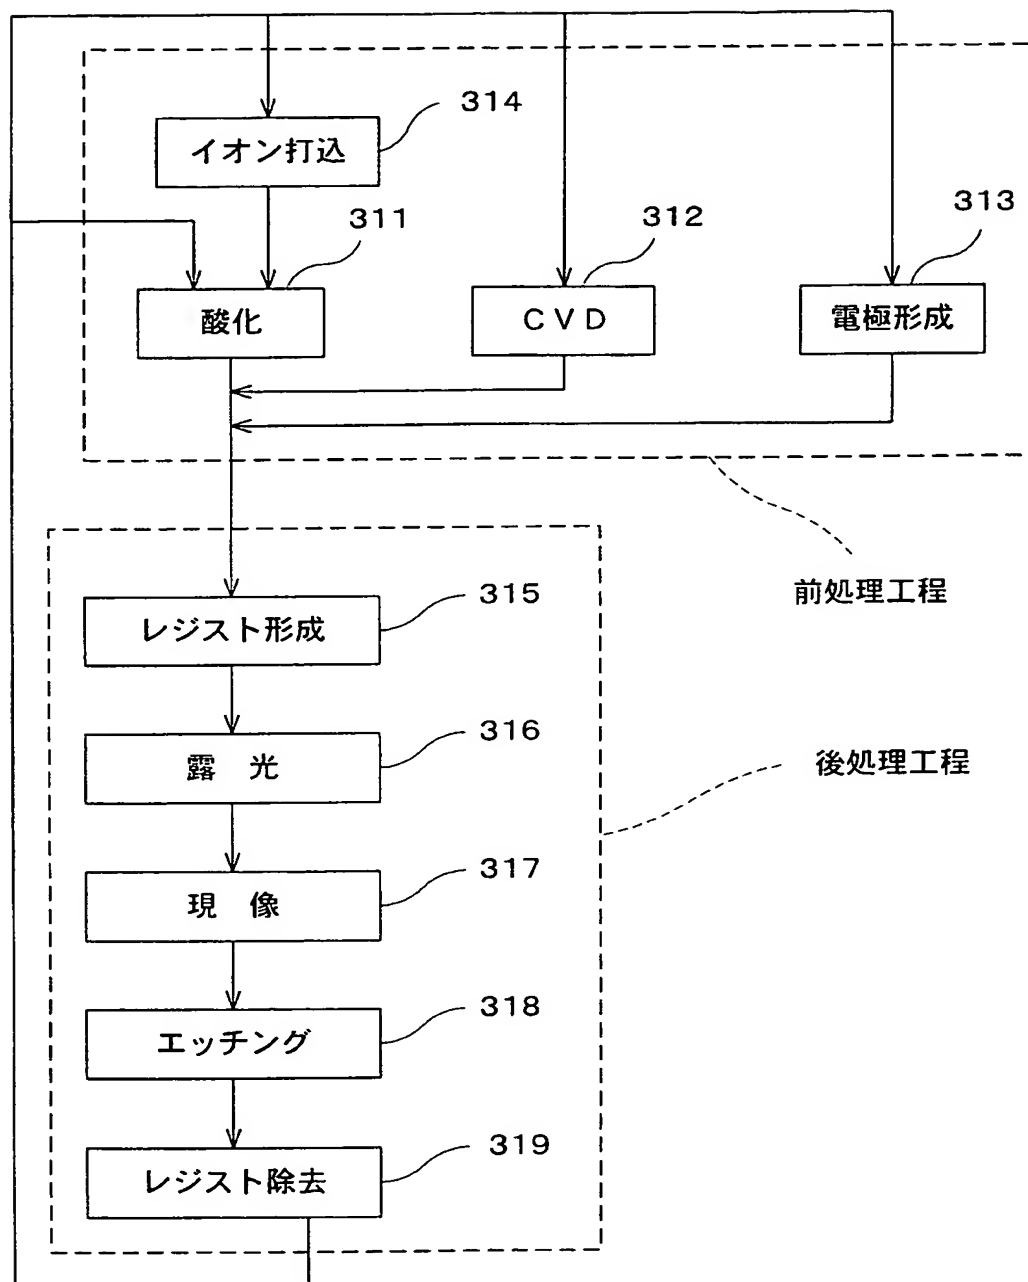 314
イオン打込
311
312
313
酸化
CVD
電極形成
前処理工程
315
レジスト形成
316
露 光
後処理工程
317
現 像
318
エッチング
319
レジスト除去